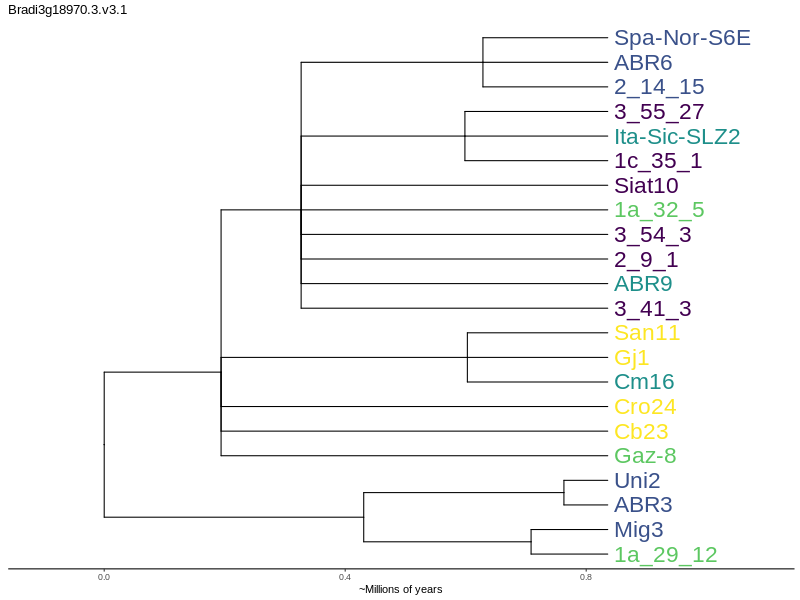 Bradi3g18970.3.v3.1
Spa-Nor-S6E
ABR6
2_14_15
3_55_27
Ita-Sic-SLZ2
1c_35_1
Siat10
1a_32_5
3_54_3
2_9_1
ABR9
3_41_3
San11
Gj1
Cm16
Cro24
Cb23
Gaz-8
Uni2
ABR3
Mig3
1a_29_12
0.0 0.4 0.8
~Millions of years